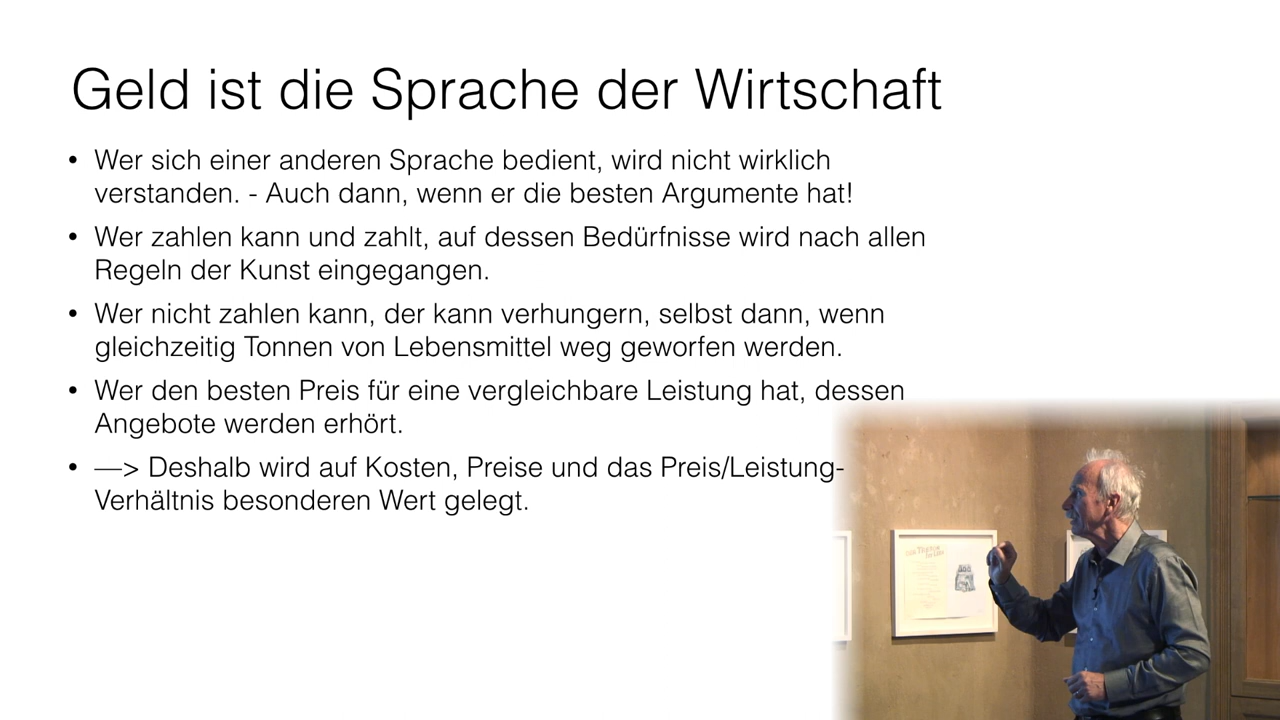 Geld ist die Sprache der Wirtschaft
• Wer sich einer anderen Sprache bedient, wird nicht wirklich
verstanden. - Auch dann, wenn er die besten Argumente hat!
• Wer zahlen kann und zahlt, auf dessen Bedürfnisse wird nach allen
Regeln der Kunst eingegangen.
• Wer nicht zahlen kann, der kann verhungern, selbst dann, wenn
gleichzeitig Tonnen von Lebensmittel weg geworfen werden.
• Wer den besten Preis für eine vergleichbare Leistung hat, dessen
Angebote werden erhört.
• —> Deshalb wird auf Kosten, Preise und das Preis/Leistung-
Verhältnis besonderen Wert gelegt.